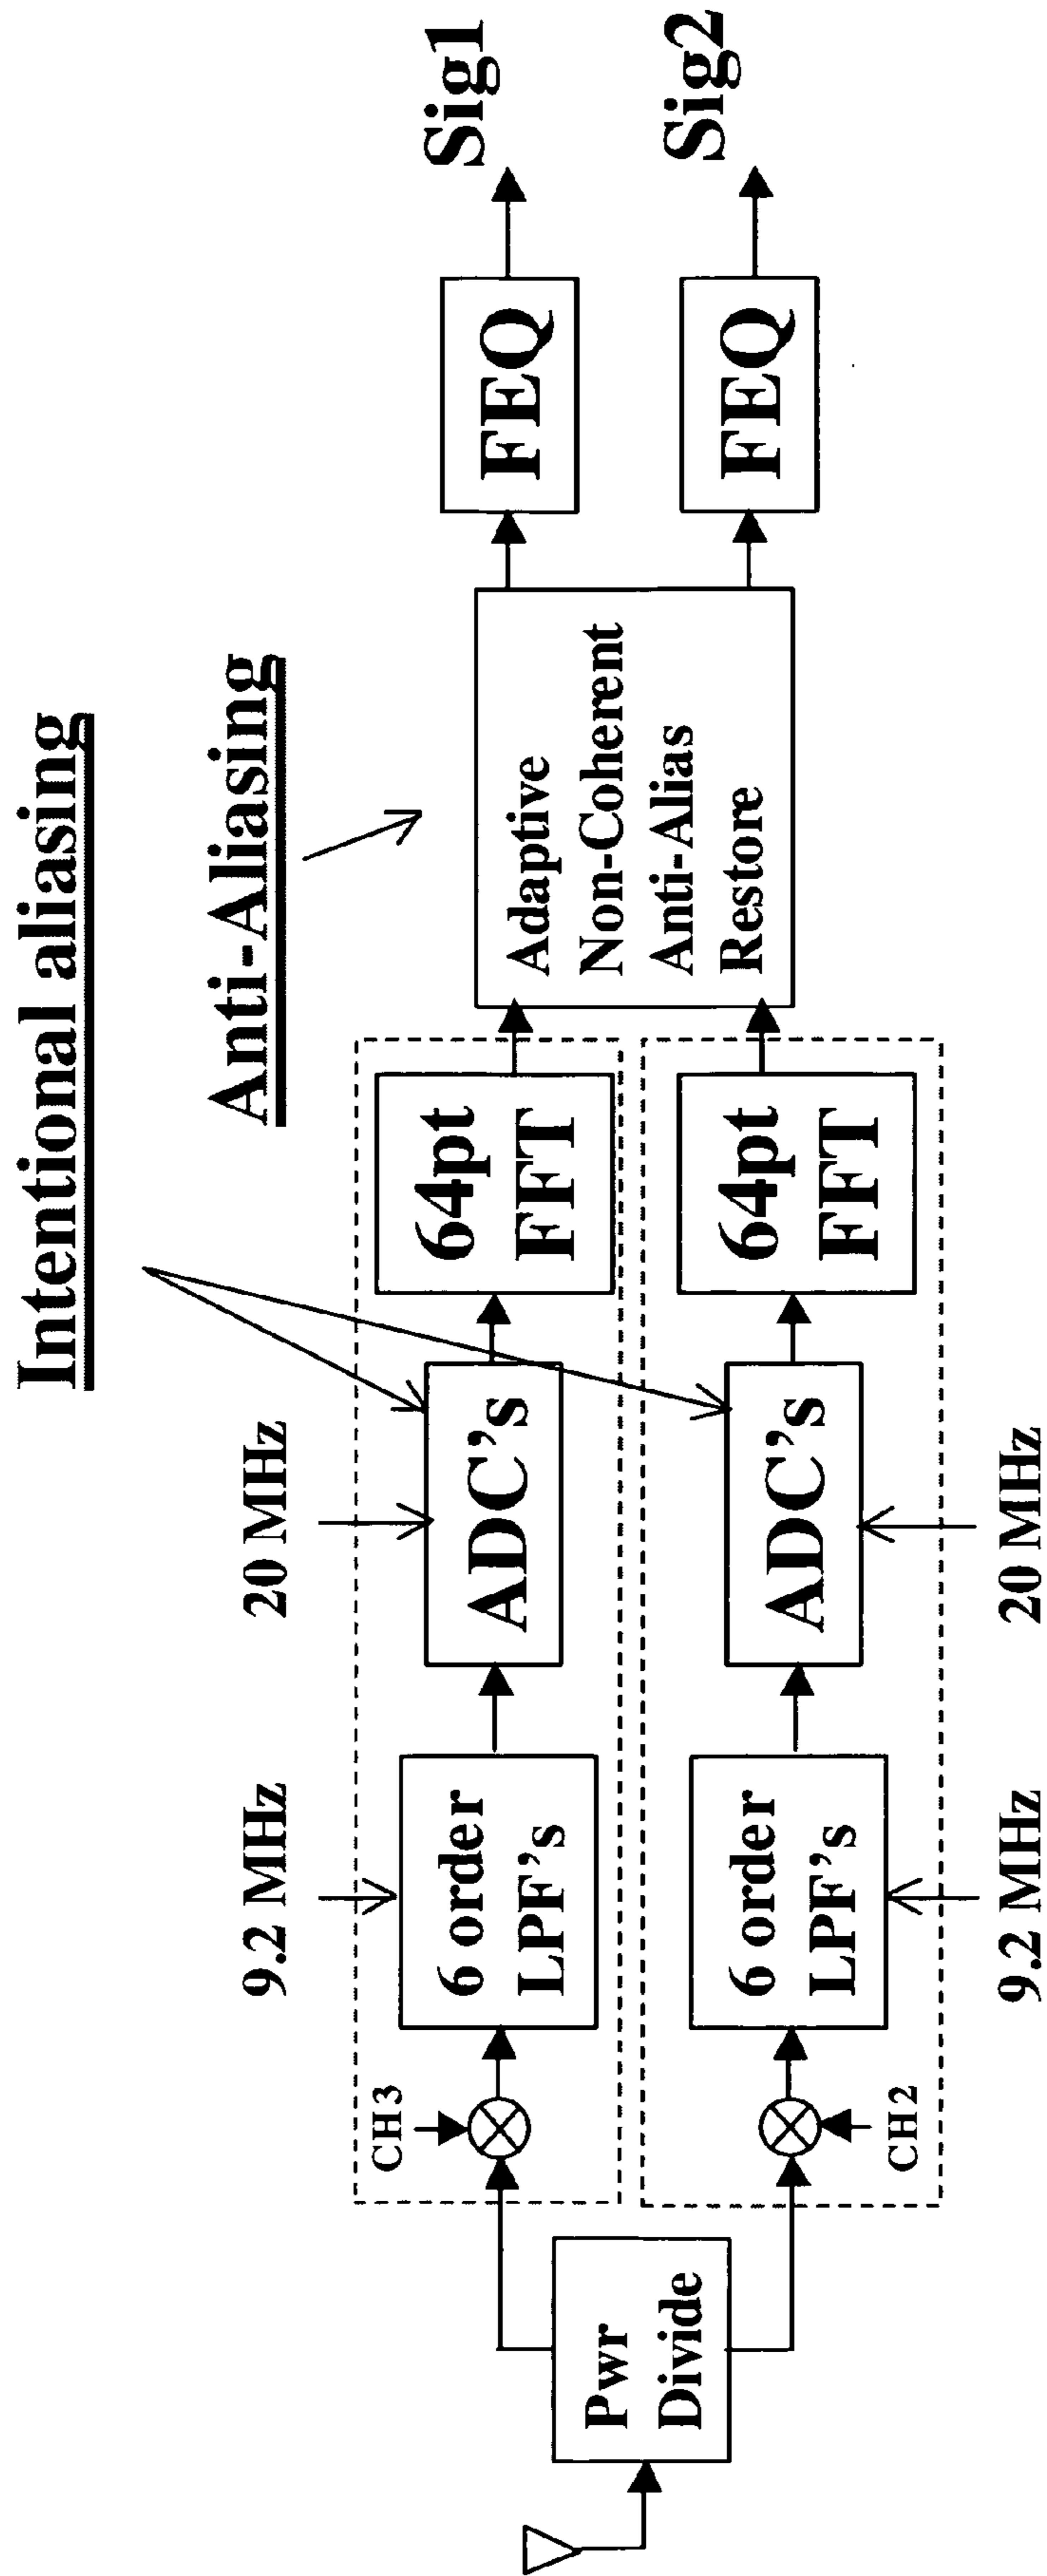 Intentional aliasing
Anti-Aliasing
9.2 MHz
20 MHz
CH3
6 order
LPF's
ADC's
64pt
FFT
Pwr
Divide
Adaptive
Non-Coherent
Anti-Alias
Restore
FEQ
Sig1
FEQ
Sig2
6 order
LPF's
ADC's
64pt
FFT
CH2
9.2 MHz
20 MHz